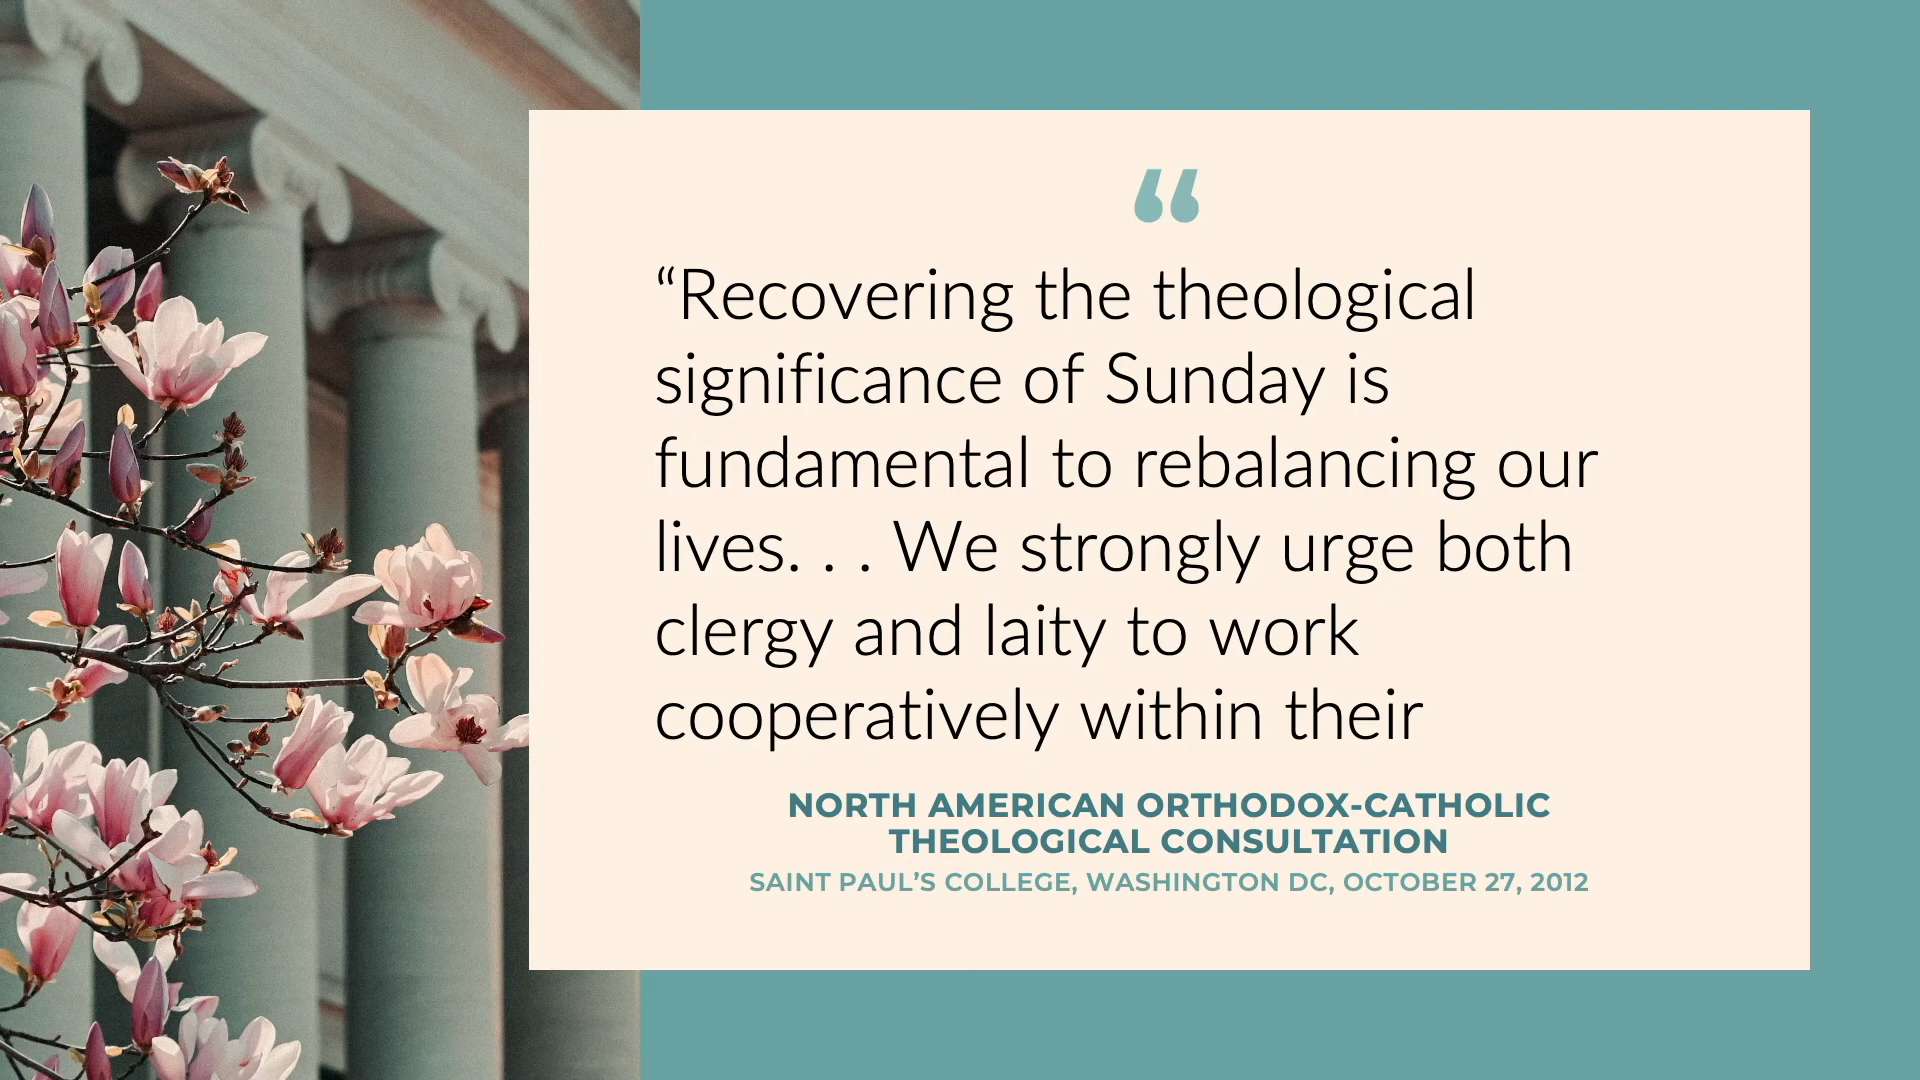 “
“Recovering the theological
significance of Sunday is
fundamental to rebalancing our
lives. . . We strongly urge both
clergy and laity to work
cooperatively within their
NORTH AMERICAN ORTHODOX-CATHOLIC
THEOLOGICAL CONSULTATION
SAINT PAUL’S COLLEGE, WASHINGTON DC, OCTOBER 27, 2012